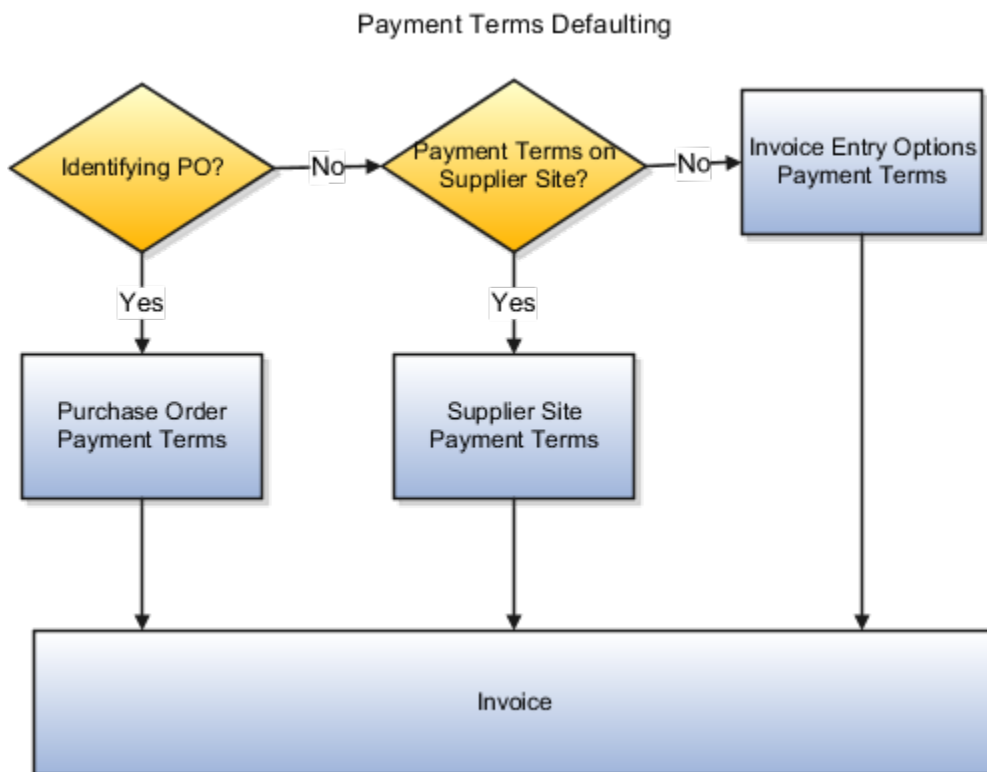 Payment Terms Defaulting
Identifying PO?
No
Payment Terms on
Supplier Site?
No
Invoice Entry Options
Payment Terms
Yes
Yes
Purchase Order
Payment Terms
Supplier Site
Payment Terms
Invoice